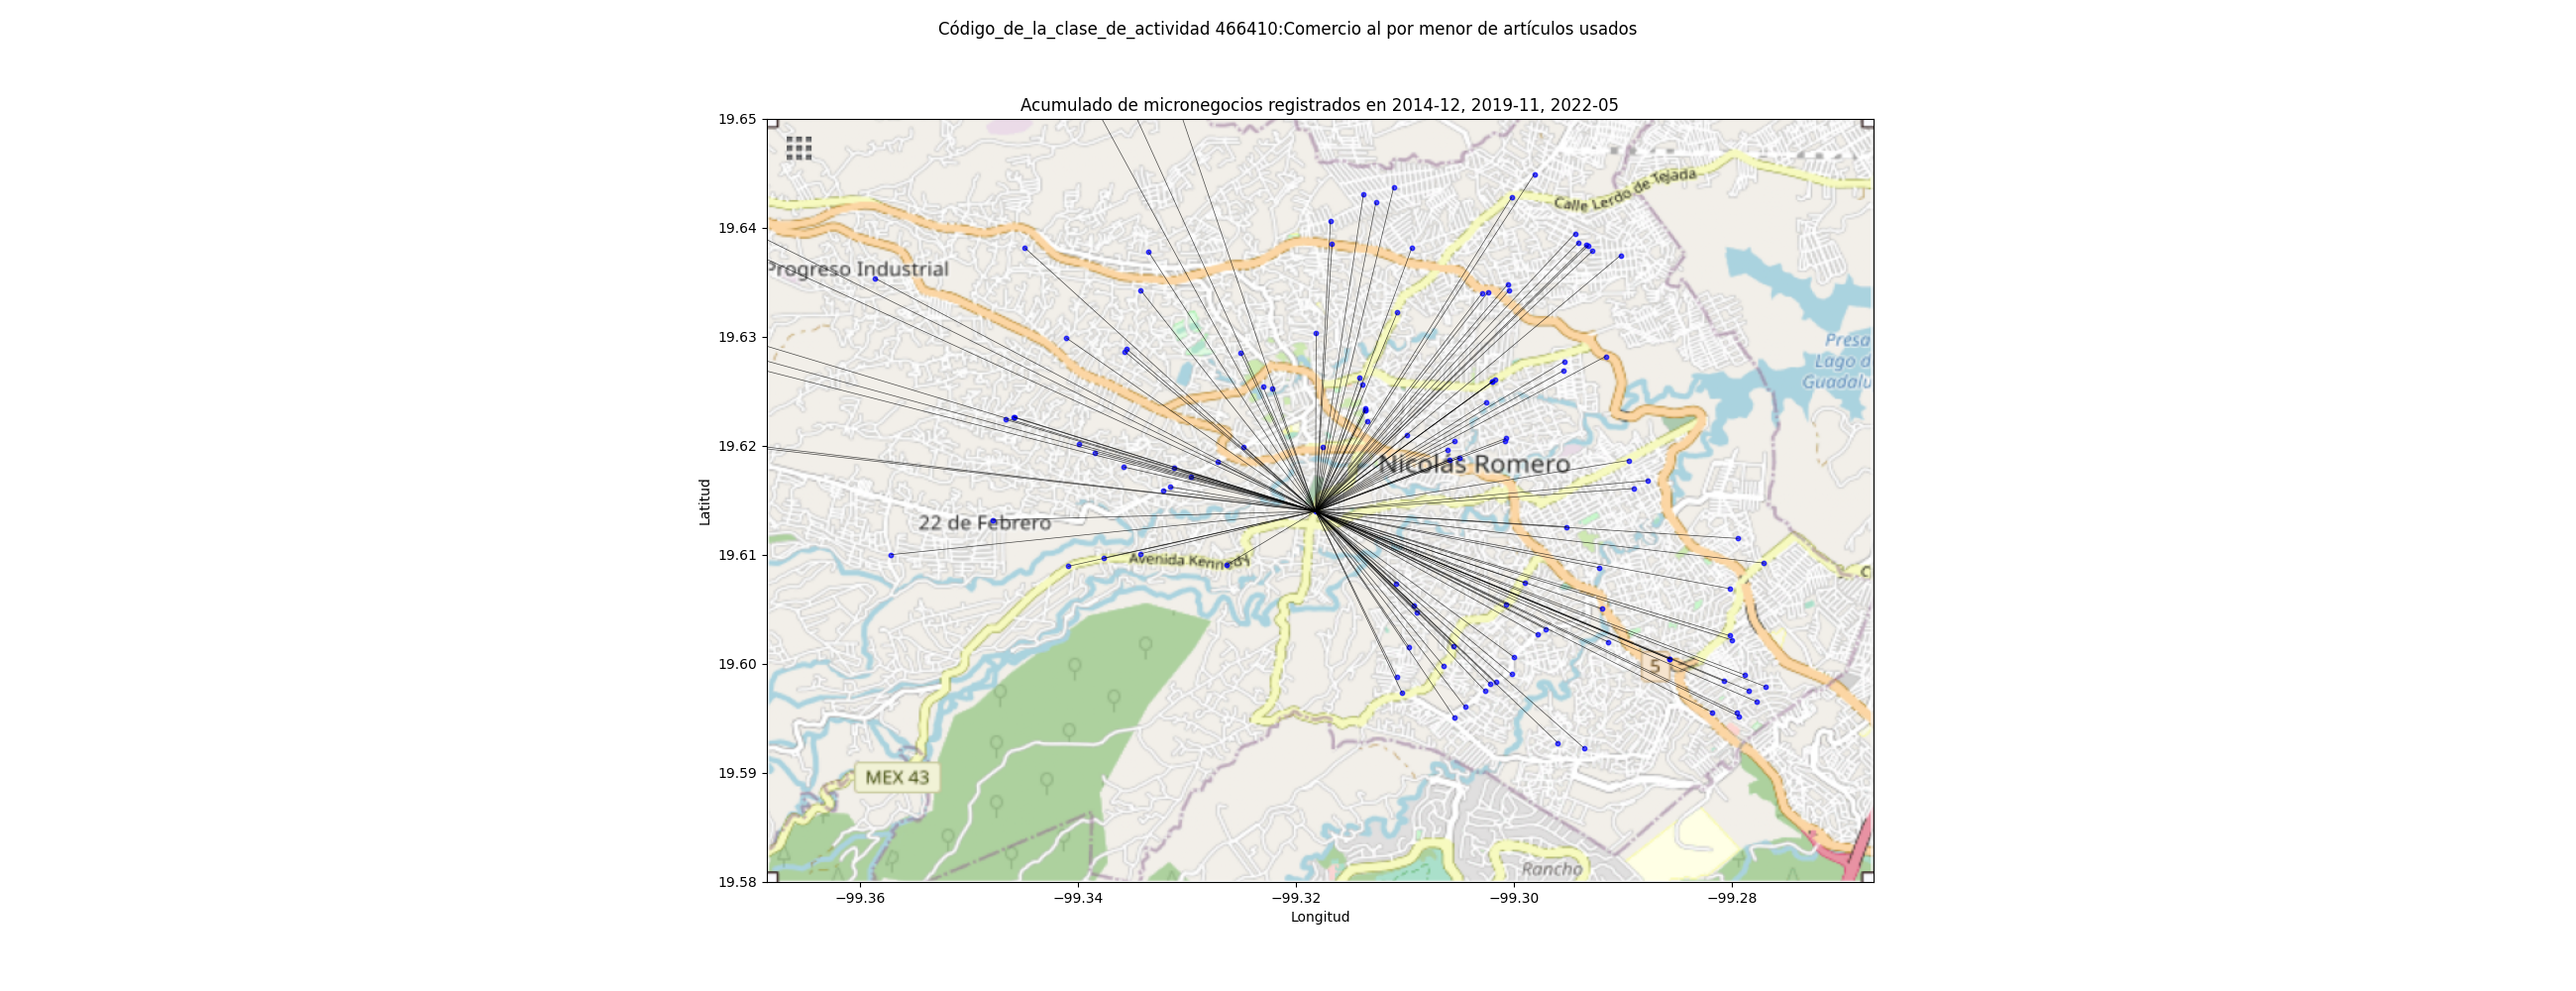 Código_de_la_clase_de_actividad 466410:Comercio al por menor de artículos usados
Acumulado de micronegocios registrados en 2014-12, 2019-11, 2022-05
19.65
19.64
19.63
19.62
19.61
19.60
19.59
19.58
Latitud
Calle Lerdo de Tejada
Progreso Industrial
Presa
Lago d
Guadalu
Nicolás Romero
22 de Febrero
Avenida Kennedy
C
5
MEX 43
Rancho
−99.36
−99.34
−99.32
−99.30
−99.28
Longitud